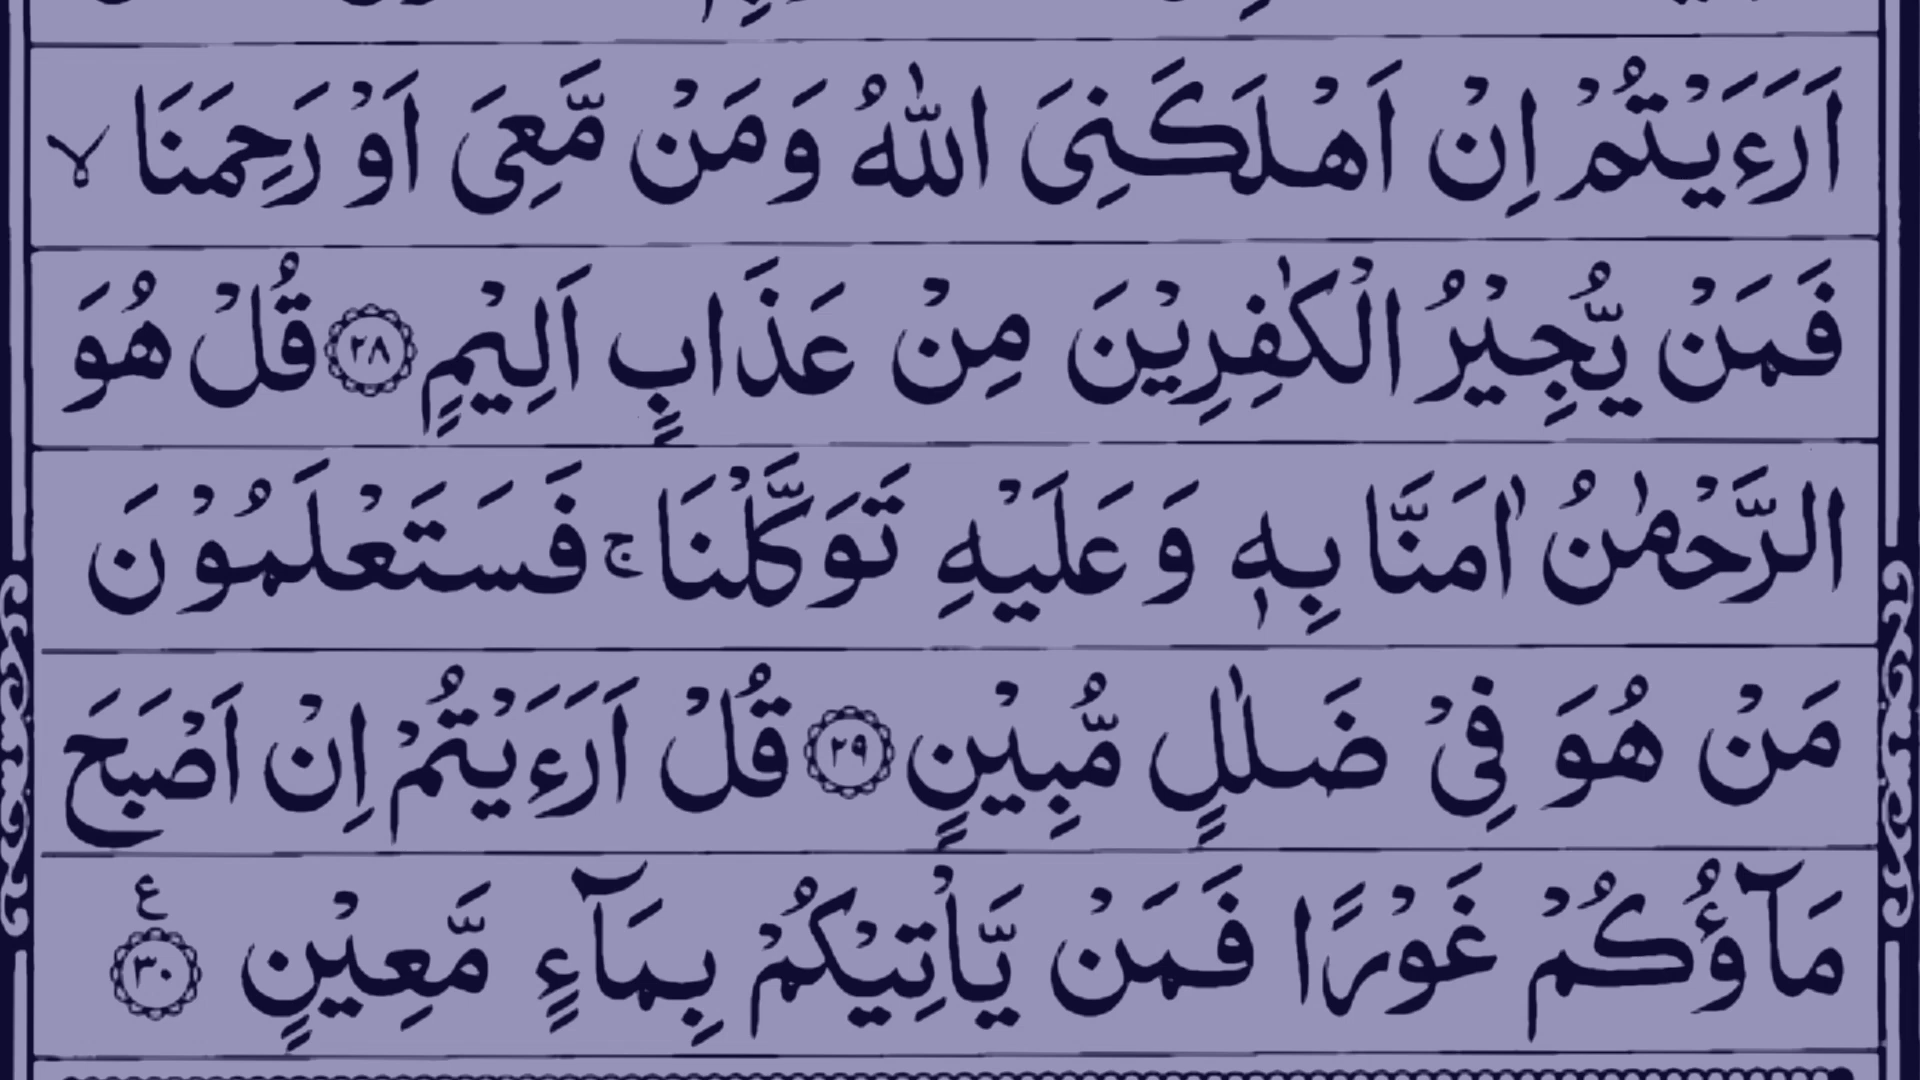 اَرَءَیْتُمْ اِنْ اَهْلَكَنِیَ اللّٰهُ وَمَنْ مَّعِیَ اَوْ رَحِمَنَا ۙ
فَمَنْ یُّجِیْرُ الْكٰفِرِیْنَ مِنْ عَذَابٍ اَلِیْمٍ ۝۲۸ قُلْ هُوَ
الرَّحْمٰنُ اٰمَنَّا بِهٖ وَعَلَیْهِ تَوَكَّلْنَا ۚ فَسَتَعْلَمُوْنَ
مَنْ هُوَ فِیْ ضَلٰلٍ مُّبِیْنٍ ۝۲۹ قُلْ اَرَءَیْتُمْ اِنْ اَصْبَحَ
مَآؤُكُمْ غَوْرًا فَمَنْ یَّاْتِیْكُمْ بِمَآءٍ مَّعِیْنٍ ۝۳۰ ع